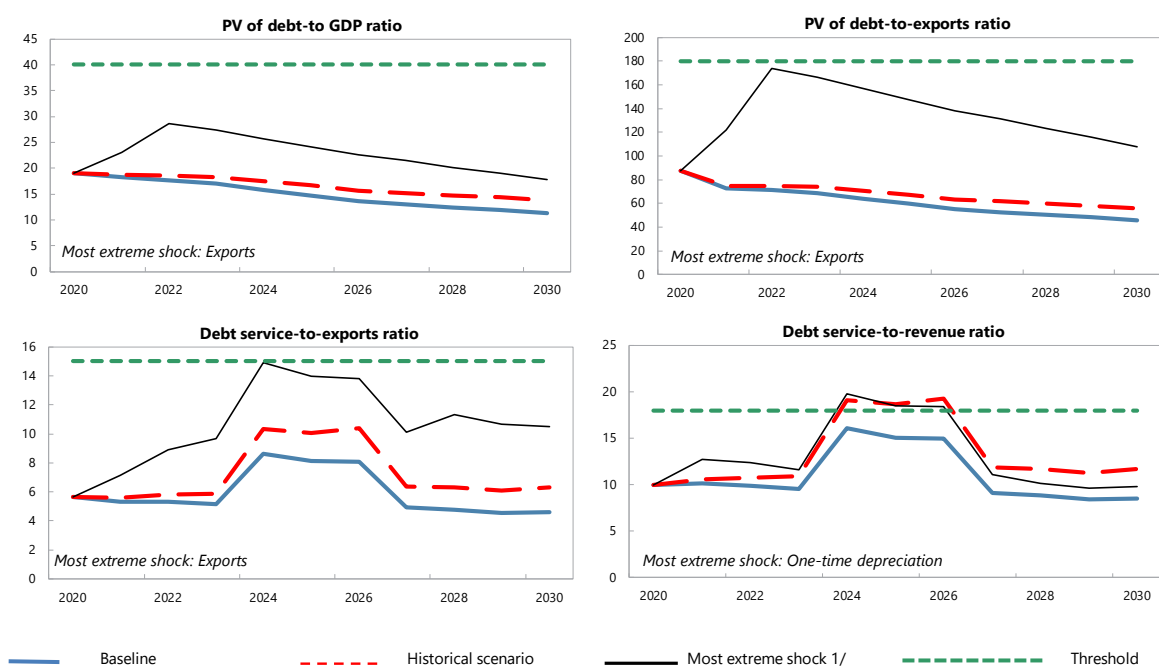 PV of debt-to GDP ratio
45
40
35
30
25
20
15
10
5
0
Most extreme shock: Exports
2020 2022 2024 2026 2028 2030
PV of debt-to-exports ratio
200
180
160
140
120
100
80
60
40
20
0
Most extreme shock: Exports
2020 2022 2024 2026 2028 2030
Debt service-to-exports ratio
16
14
12
10
8
6
4
2
0
Most extreme shock: Exports
2020 2022 2024 2026 2028 2030
Debt service-to-revenue ratio
25
20
15
10
5
0
Most extreme shock: One-time depreciation
2020 2022 2024 2026 2028 2030
Baseline Historical scenario Most extreme shock 1/ Threshold